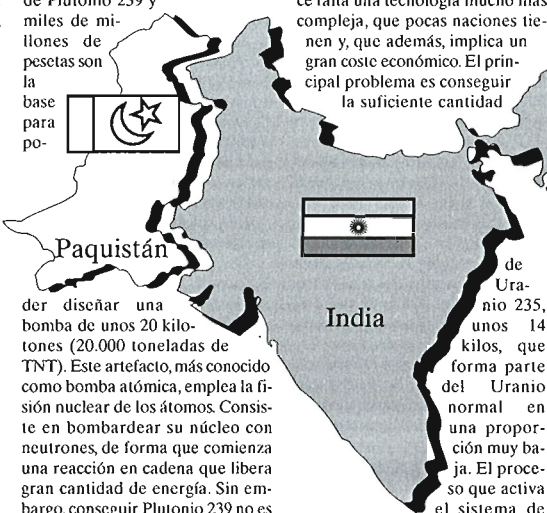 de Plutonio 239 y
miles de mi-
llones de
pesetas son
la
base
para
po-
Paquistán
der diseñar una
bomba de unos 20 kilo-
tones (20.000 toneladas de
TNT). Este artefacto, más conocido
como bomba atómica, emplea la fi-
sión nuclear de los átomos. Consis-
te en bombardear su núcleo con
neutrones, de forma que comienza
una reacción en cadena que libera
gran cantidad de energía. Sin em-
bargo, conseguir Plutonio 239 no es
India
ce falta una tecnología mucho más
compleja, que pocas naciones tie-
nen y, que además, implica un
gran coste económico. El prin-
cipal problema es conseguir
la suficiente cantidad
de
Ura-
nio 235,
unos 14
kilos, que
forma parte
del Uranio
normal en
una propor-
ción muy ba-
ja. El proce-
so que activa
el sistema de